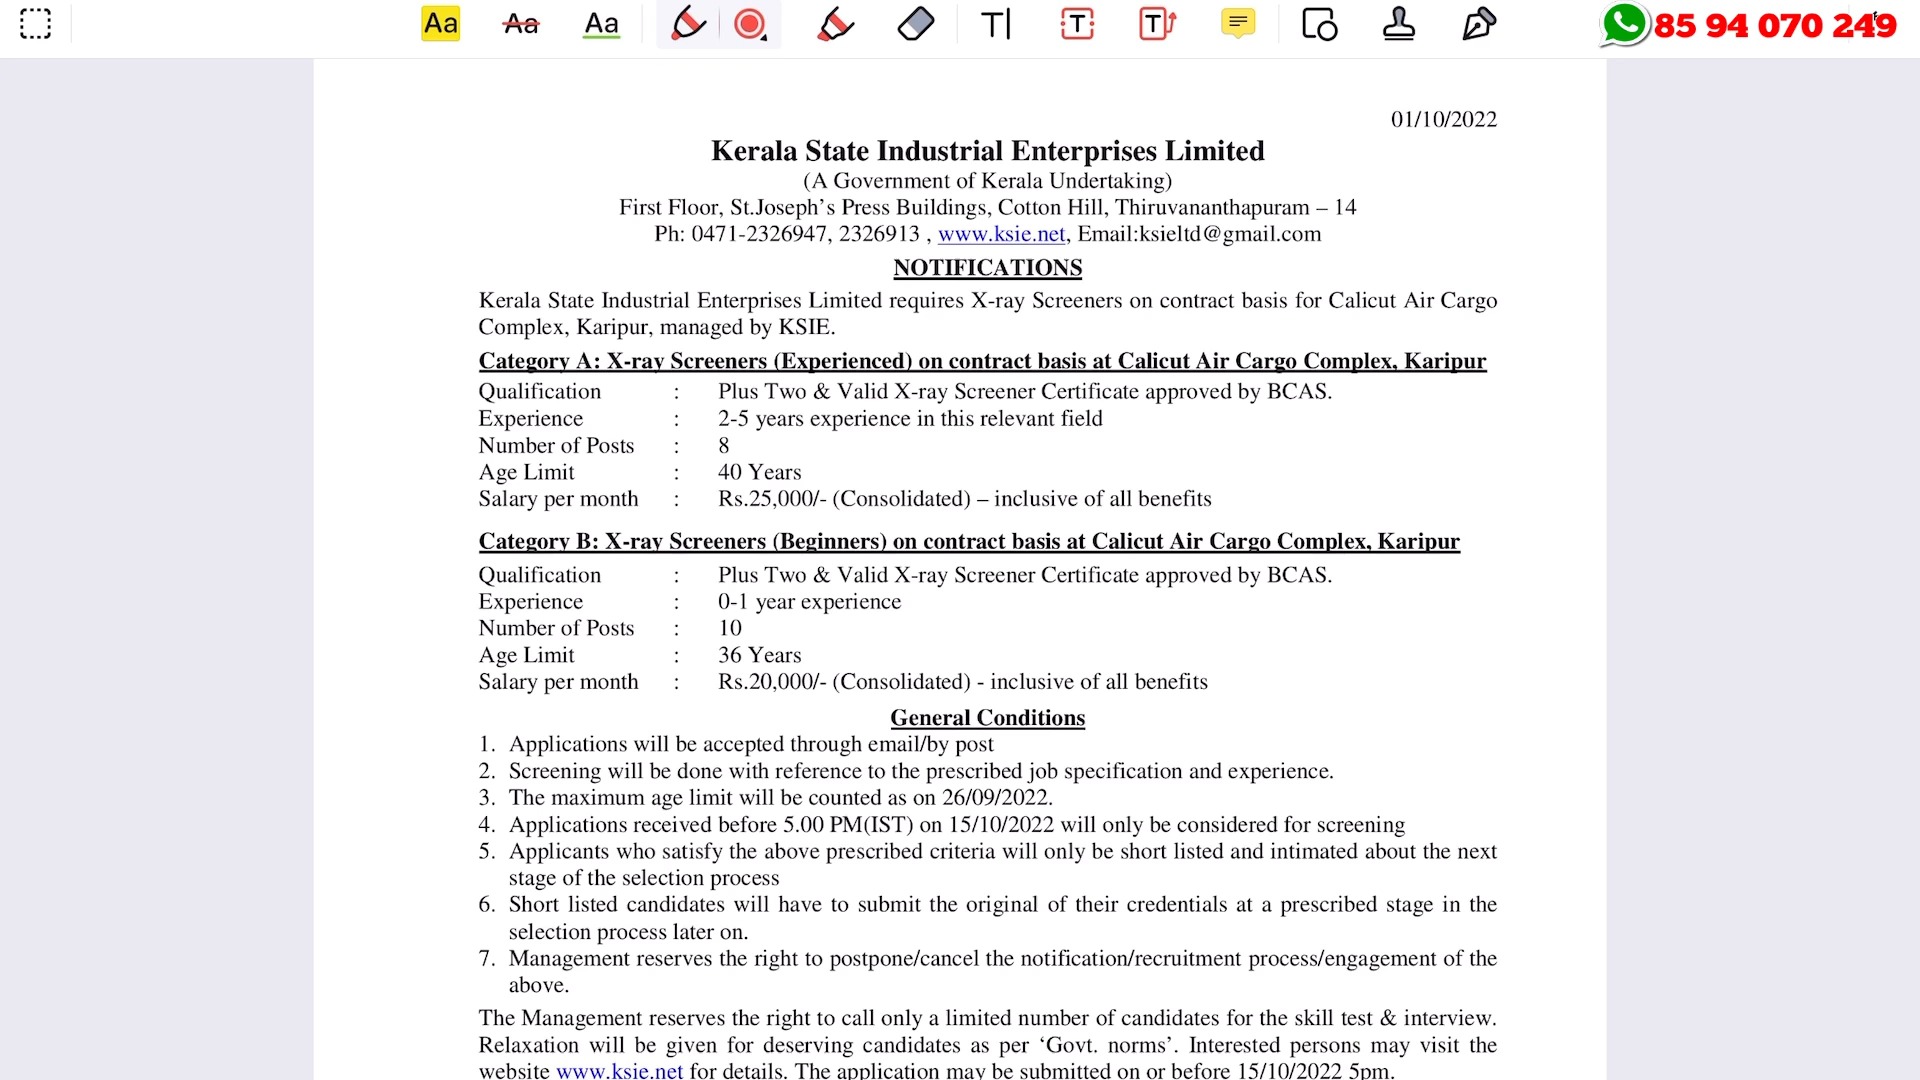 Aa Aa Aa T T T 85 94 070 249
01/10/2022
Kerala State Industrial Enterprises Limited
(A Government of Kerala Undertaking)
First Floor, St.Joseph's Press Buildings, Cotton Hill, Thiruvananthapuram – 14
Ph: 0471-2326947, 2326913 , www.ksie.net, Email:ksieltd@gmail.com
NOTIFICATIONS
Kerala State Industrial Enterprises Limited requires X-ray Screeners on contract basis for Calicut Air Cargo
Complex, Karipur, managed by KSIE.
Category A: X-ray Screeners (Experienced) on contract basis at Calicut Air Cargo Complex, Karipur
Qualification : Plus Two & Valid X-ray Screener Certificate approved by BCAS.
Experience : 2-5 years experience in this relevant field
Number of Posts : 8
Age Limit : 40 Years
Salary per month : Rs.25,000/- (Consolidated) – inclusive of all benefits
Category B: X-ray Screeners (Beginners) on contract basis at Calicut Air Cargo Complex, Karipur
Qualification : Plus Two & Valid X-ray Screener Certificate approved by BCAS.
Experience : 0-1 year experience
Number of Posts : 10
Age Limit : 36 Years
Salary per month : Rs.20,000/- (Consolidated) - inclusive of all benefits
General Conditions
1. Applications will be accepted through email/by post
2. Screening will be done with reference to the prescribed job specification and experience.
3. The maximum age limit will be counted as on 26/09/2022.
4. Applications received before 5.00 PM(IST) on 15/10/2022 will only be considered for screening
5. Applicants who satisfy the above prescribed criteria will only be short listed and intimated about the next
stage of the selection process
6. Short listed candidates will have to submit the original of their credentials at a prescribed stage in the
selection process later on.
7. Management reserves the right to postpone/cancel the notification/recruitment process/engagement of the
above.
The Management reserves the right to call only a limited number of candidates for the skill test & interview.
Relaxation will be given for deserving candidates as per ‘Govt. norms’. Interested persons may visit the
website www.ksie.net for details. The application may be submitted on or before 15/10/2022 5pm.